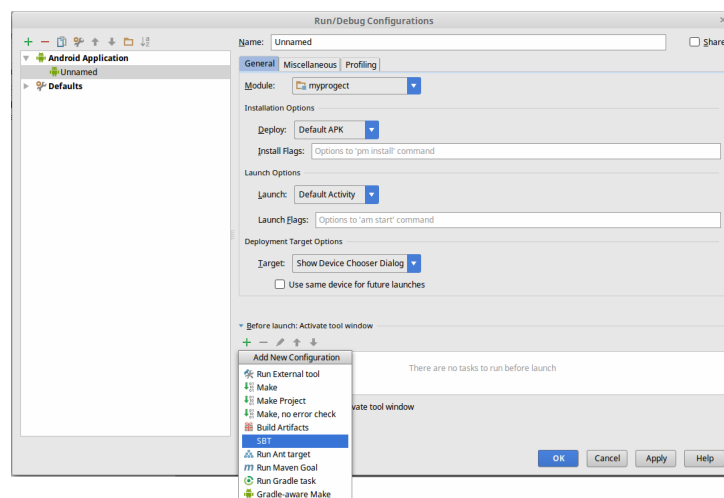 Run/Debug Configurations
Name: Unnamed
Share
Android Application
Unnamed
Defaults
General Miscellaneous Profiling
Module: myprogect
Installation Options
Deploy: Default APK
Install Flags: Options to 'pm install' command
Launch Options
Launch: Default Activity
Launch Flags: Options to 'am start' command
Deployment Target Options
Target: Show Device Chooser Dialog
Use same device for future launches
Before launch: Activate tool window
Add New Configuration
There are no tasks to run before launch
Run External tool
Make
Make Project
vate tool window
Make, no error check
Build Artifacts
SBT
Run Ant target
Run Maven Goal
Run Gradle task
Gradle-aware Make
OK Cancel Apply Help